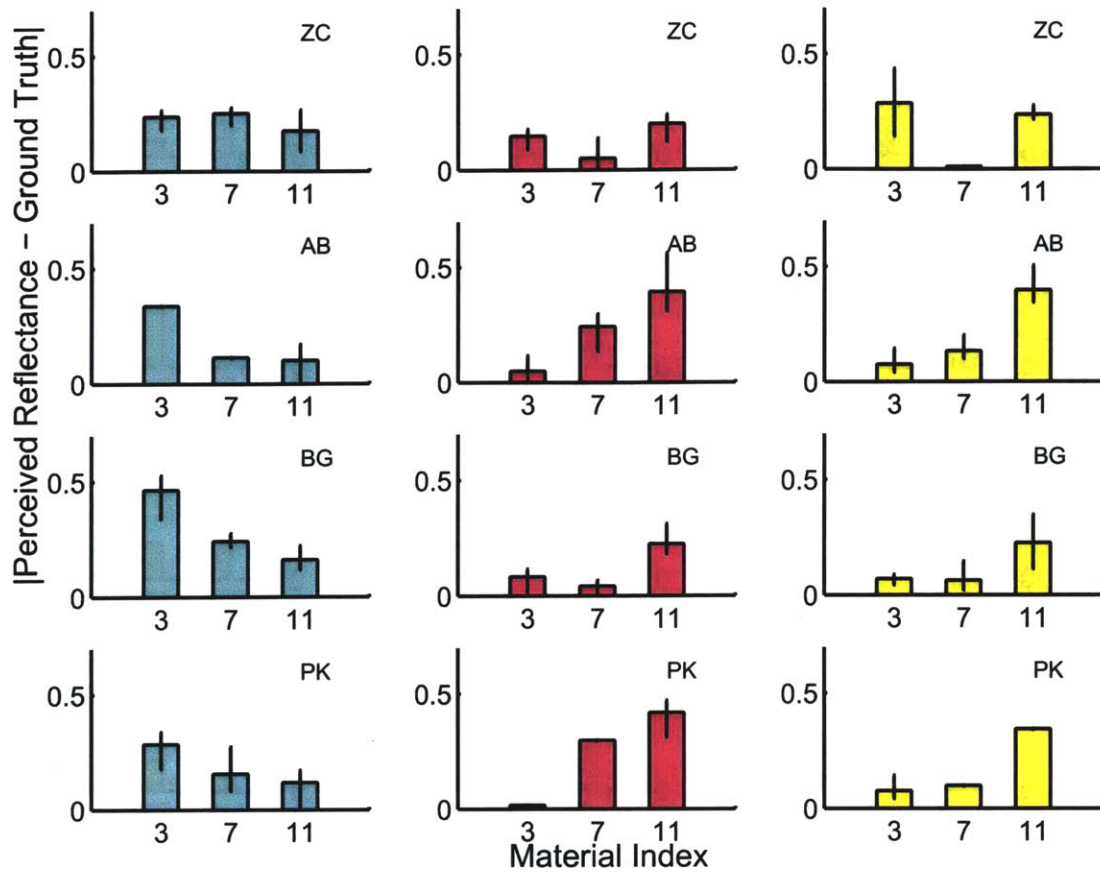 |Perceived Reflectance − Ground Truth|
ZC ZC ZC
0.5 0.5 0.5
0 0 0
3 7 11 3 7 11 3 7 11
AB AB AB
0.5 0.5 0.5
0 0 0
3 7 11 3 7 11 3 7 11
BG BG BG
0.5 0.5 0.5
0 0 0
3 7 11 3 7 11 3 7 11
PK PK PK
0.5 0.5 0.5
0 0 0
3 7 11 3 7 11 3 7 11
Material Index